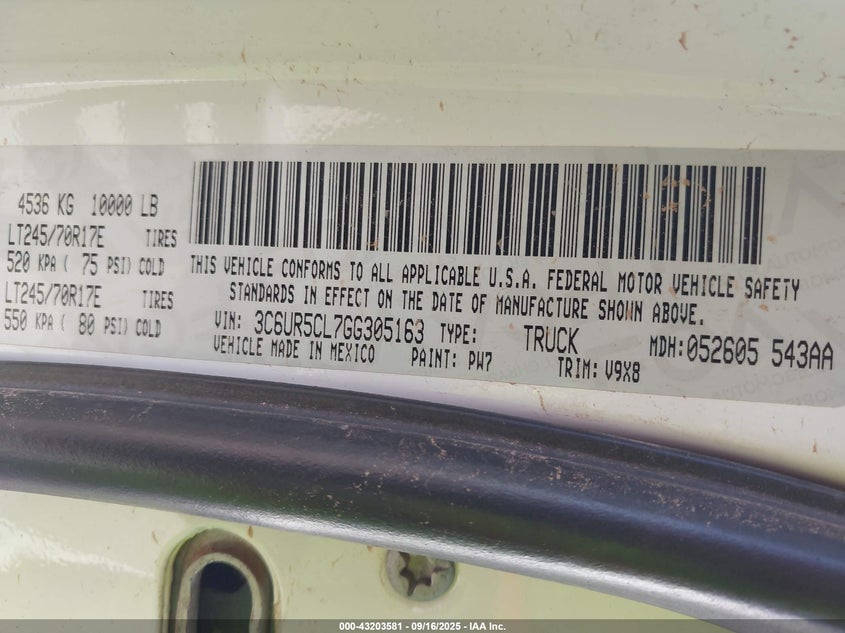 4536 KG 10000 LB
LT245/70R17E TIRES
520 KPA ( 75 PSI) COLD
LT245/70R17E TIRES
550 KPA ( 80 PSI) COLD
THIS VEHICLE CONFORMS TO ALL APPLICABLE U.S.A. FEDERAL MOTOR VEHICLE SAFETY
STANDARDS IN EFFECT ON THE DATE OF MANUFACTURE SHOWN ABOVE.
VIN: 3C6UR5CL7GG305163 TYPE: TRUCK MDH:052605 543AA
VEHICLE MADE IN MEXICO PAINT: PW7 TRIM: V9X8
000-43203581 - 09/16/2025 - IAA Inc.